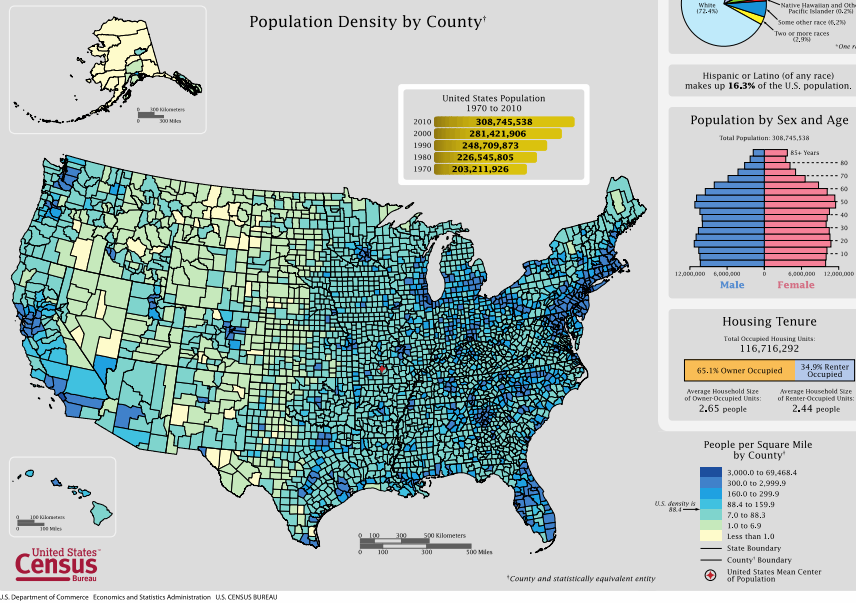 Population Density by County†
White
(72.4%)
Native Hawaiian and Oth
Pacific Islander (0.2%)
Some other race (6.2%)
Two or more races
(2.9%)
*One r
Hispanic or Latino (of any race)
makes up 16.3% of the U.S. population.
0 300 Kilometers
0 300 Miles
United States Population
1970 to 2010
2010 308,745,538
2000 281,421,906
1990 248,709,873
1980 226,545,805
1970 203,211,926
Population by Sex and Age
Total Population: 308,745,538
85+ Years
80
70
60
50
40
30
20
10
12,000,000 6,000,000 0 6,000,000 12,000,000
Male Female
Housing Tenure
Total Occupied Housing Units:
116,716,292
65.1% Owner Occupied
34.9% Renter
Occupied
Average Household Size
of Owner-Occupied Units:
2.65 people
Average Household Size
of Renter-Occupied Units:
2.44 people
People per Square Mile
by County†
3,000.0 to 69,468.4
300.0 to 2,999.9
160.0 to 299.9
88.4 to 159.9
7.0 to 88.3
1.0 to 6.9
Less than 1.0
U.S. density is
88.4
State Boundary
County† Boundary
United States Mean Center
of Population
0 100 Kilometers
0 100 Miles
0 100 300 500 Kilometers
0 100 300 500 Miles
United States™
Census
Bureau
†County and statistically equivalent entity
U.S. Department of Commerce Economics and Statistics Administration U.S. CENSUS BUREAU